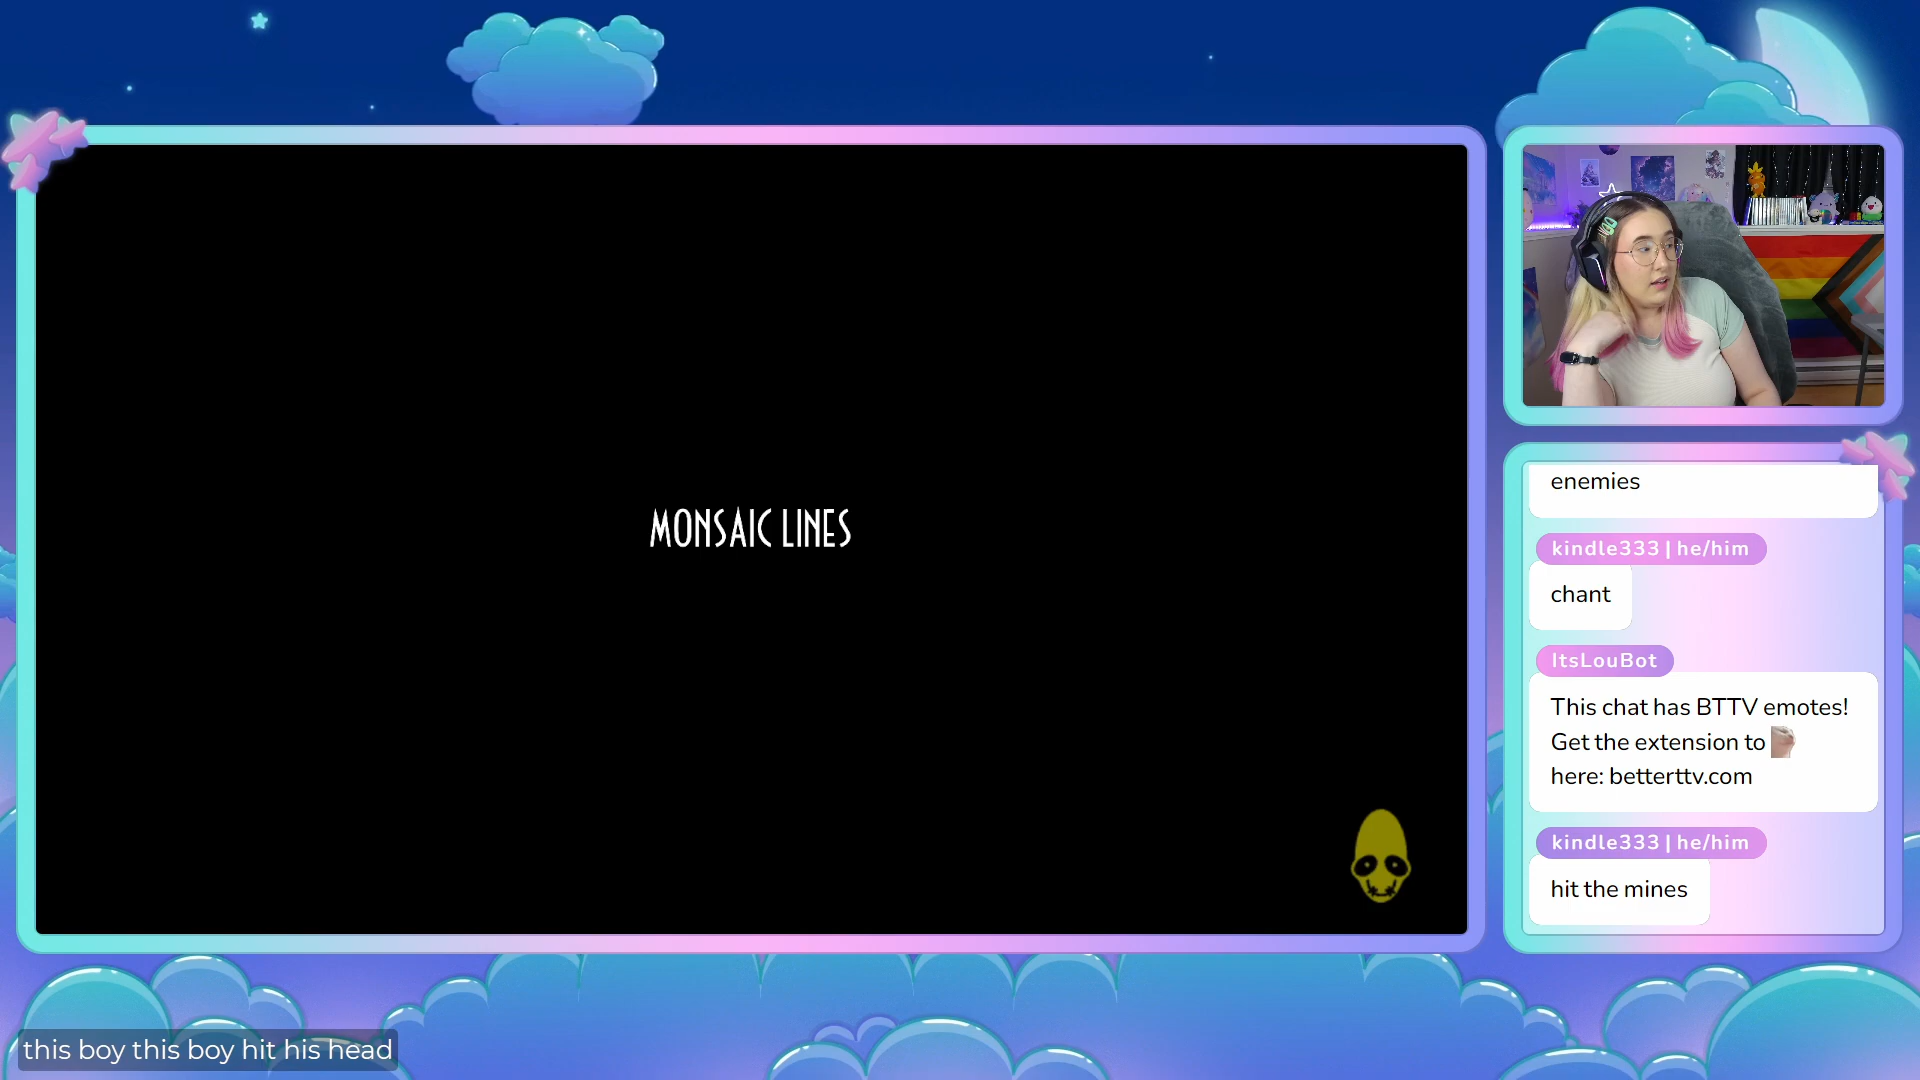 MONSAIC LINES
enemies
kindle333 | he/him
chant
ItsLouBot
This chat has BTTV emotes!
Get the extension to
here: betterttv.com
kindle333 | he/him
hit the mines
this boy this boy hit his head